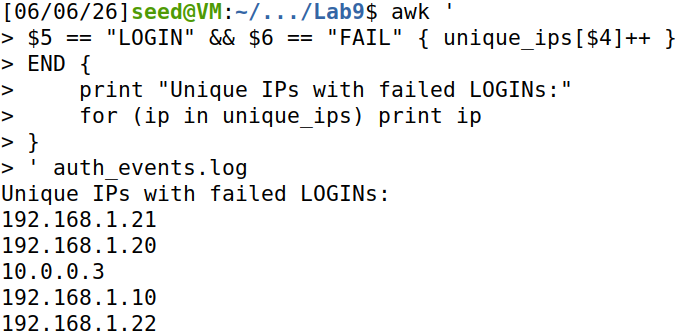 [06/06/26]seed@VM:~/.../Lab9$ awk '
> $5 == "LOGIN" && $6 == "FAIL" { unique_ips[$4]++ }
> END {
>     print "Unique IPs with failed LOGINs:"
>     for (ip in unique_ips) print ip
> }
> ' auth_events.log
Unique IPs with failed LOGINs:
192.168.1.21
192.168.1.20
10.0.0.3
192.168.1.10
192.168.1.22